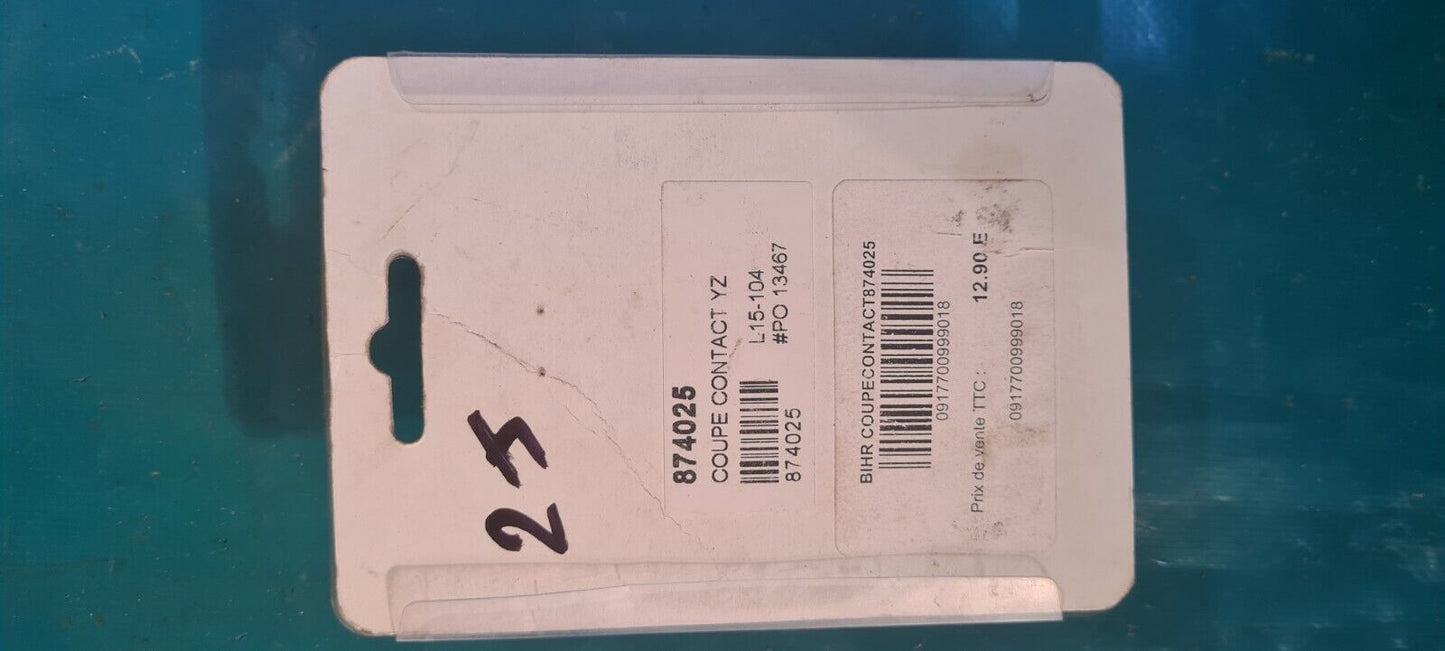 25
874025
COUPE CONTACT YZ
L15-104
874025
#PO 13467
BIHR COUPECONTACT874025
0917700999018
Prix de vente TTC :
12.90 E
0917700999018